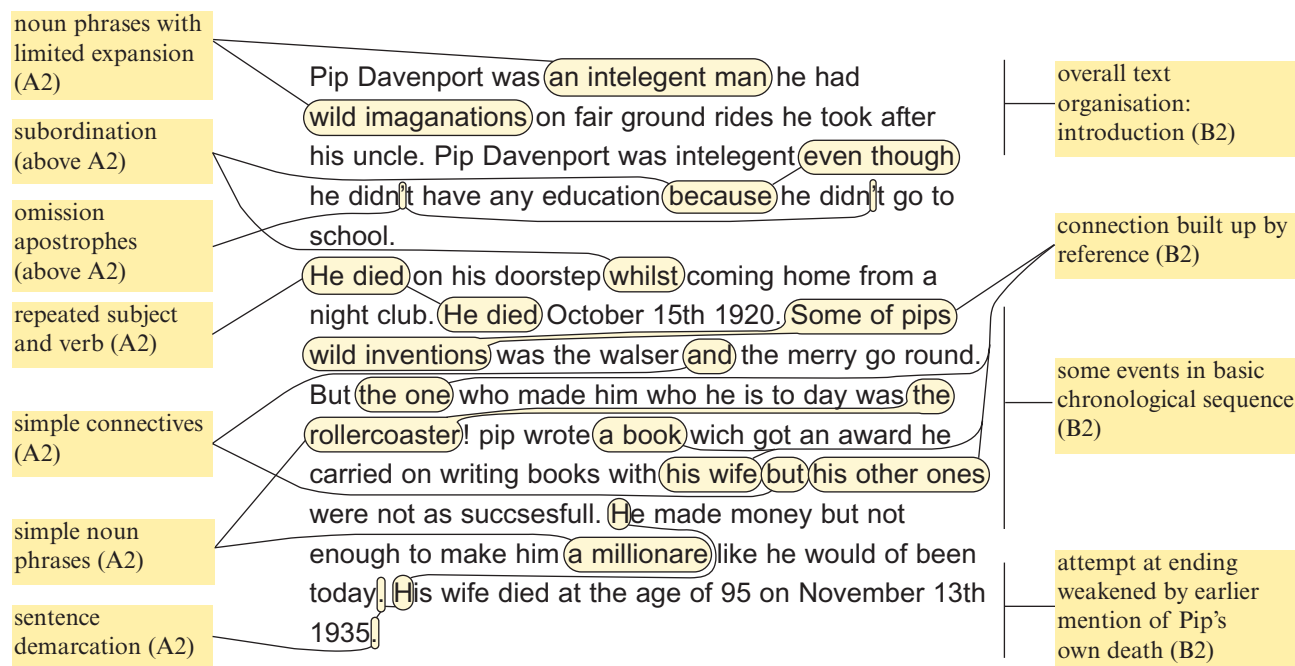 noun phrases with
limited expansion
(A2)
subordination
(above A2)
omission
apostrophes
(above A2)
repeated subject
and verb (A2)
simple connectives
(A2)
simple noun
phrases (A2)
sentence
demarcation (A2)
Pip Davenport was an intelegent man he had
wild imaganations on fair ground rides he took after
his uncle. Pip Davenport was intelegent even though
he didn't have any education because he didn't go to
school.
He died on his doorstep whilst coming home from a
night club. He died October 15th 1920. Some of pips
wild inventions was the walser and the merry go round.
But the one who made him who he is to day was the
rollercoaster! pip wrote a book wich got an award he
carried on writing books with his wife but his other ones
were not as succsesfull. He made money but not
enough to make him a millionare like he would of been
today. His wife died at the age of 95 on November 13th
1935.
overall text
organisation:
introduction (B2)
connection built up by
reference (B2)
some events in basic
chronological sequence
(B2)
attempt at ending
weakened by earlier
mention of Pip's
own death (B2)